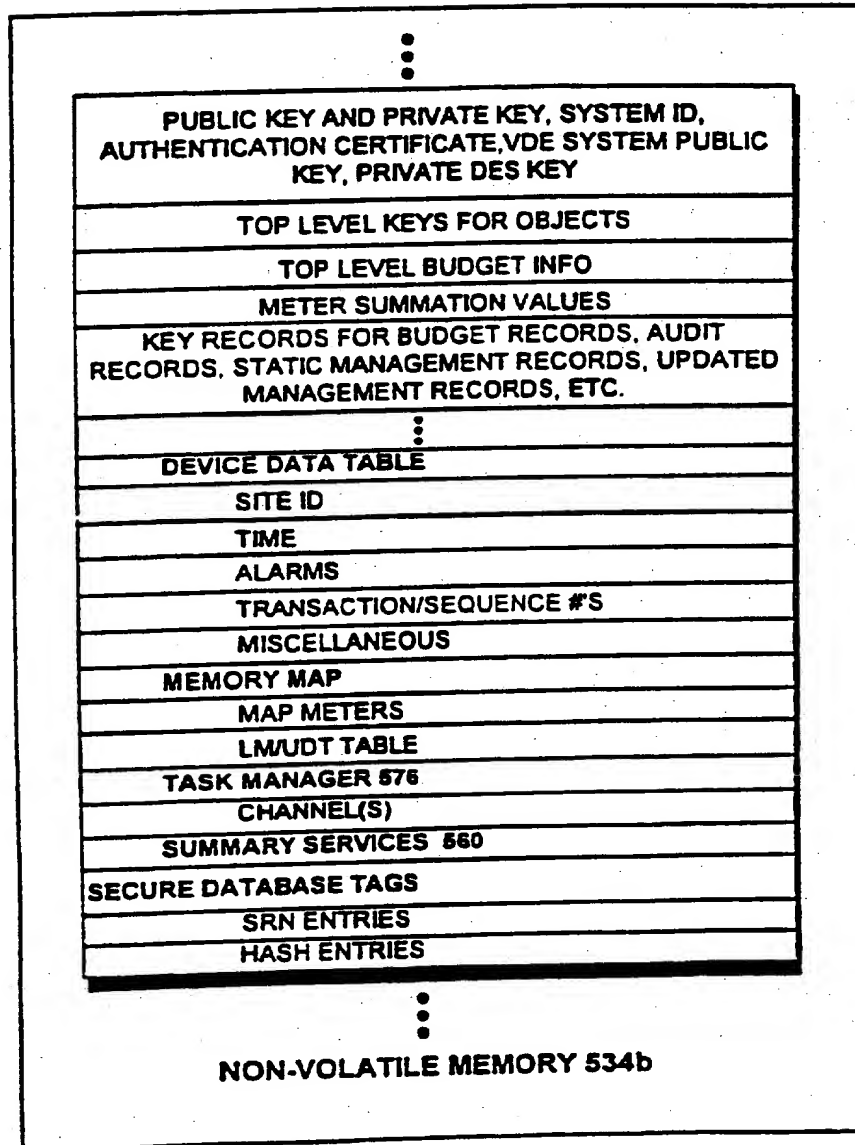 PUBLIC KEY AND PRIVATE KEY, SYSTEM ID,
AUTHENTICATION CERTIFICATE,VDE SYSTEM PUBLIC
KEY, PRIVATE DES KEY
TOP LEVEL KEYS FOR OBJECTS
TOP LEVEL BUDGET INFO
METER SUMMATION VALUES
KEY RECORDS FOR BUDGET RECORDS, AUDIT
RECORDS, STATIC MANAGEMENT RECORDS, UPDATED
MANAGEMENT RECORDS, ETC.
DEVICE DATA TABLE
SITE ID
TIME
ALARMS
TRANSACTION/SEQUENCE #'S
MISCELLANEOUS
MEMORY MAP
MAP METERS
LM/UDT TABLE
TASK MANAGER 576
CHANNEL(S)
SUMMARY SERVICES 560
SECURE DATABASE TAGS
SRN ENTRIES
HASH ENTRIES
NON-VOLATILE MEMORY 534b